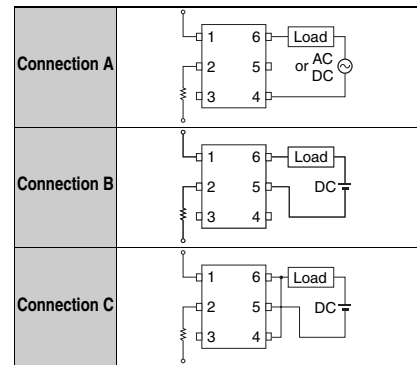 Connection A
1 6 Load
2 5 or AC
DC
3 4
Connection B
1 6 Load
2 5 DC
3 4
Connection C
1 6 Load
2 5 DC
3 4